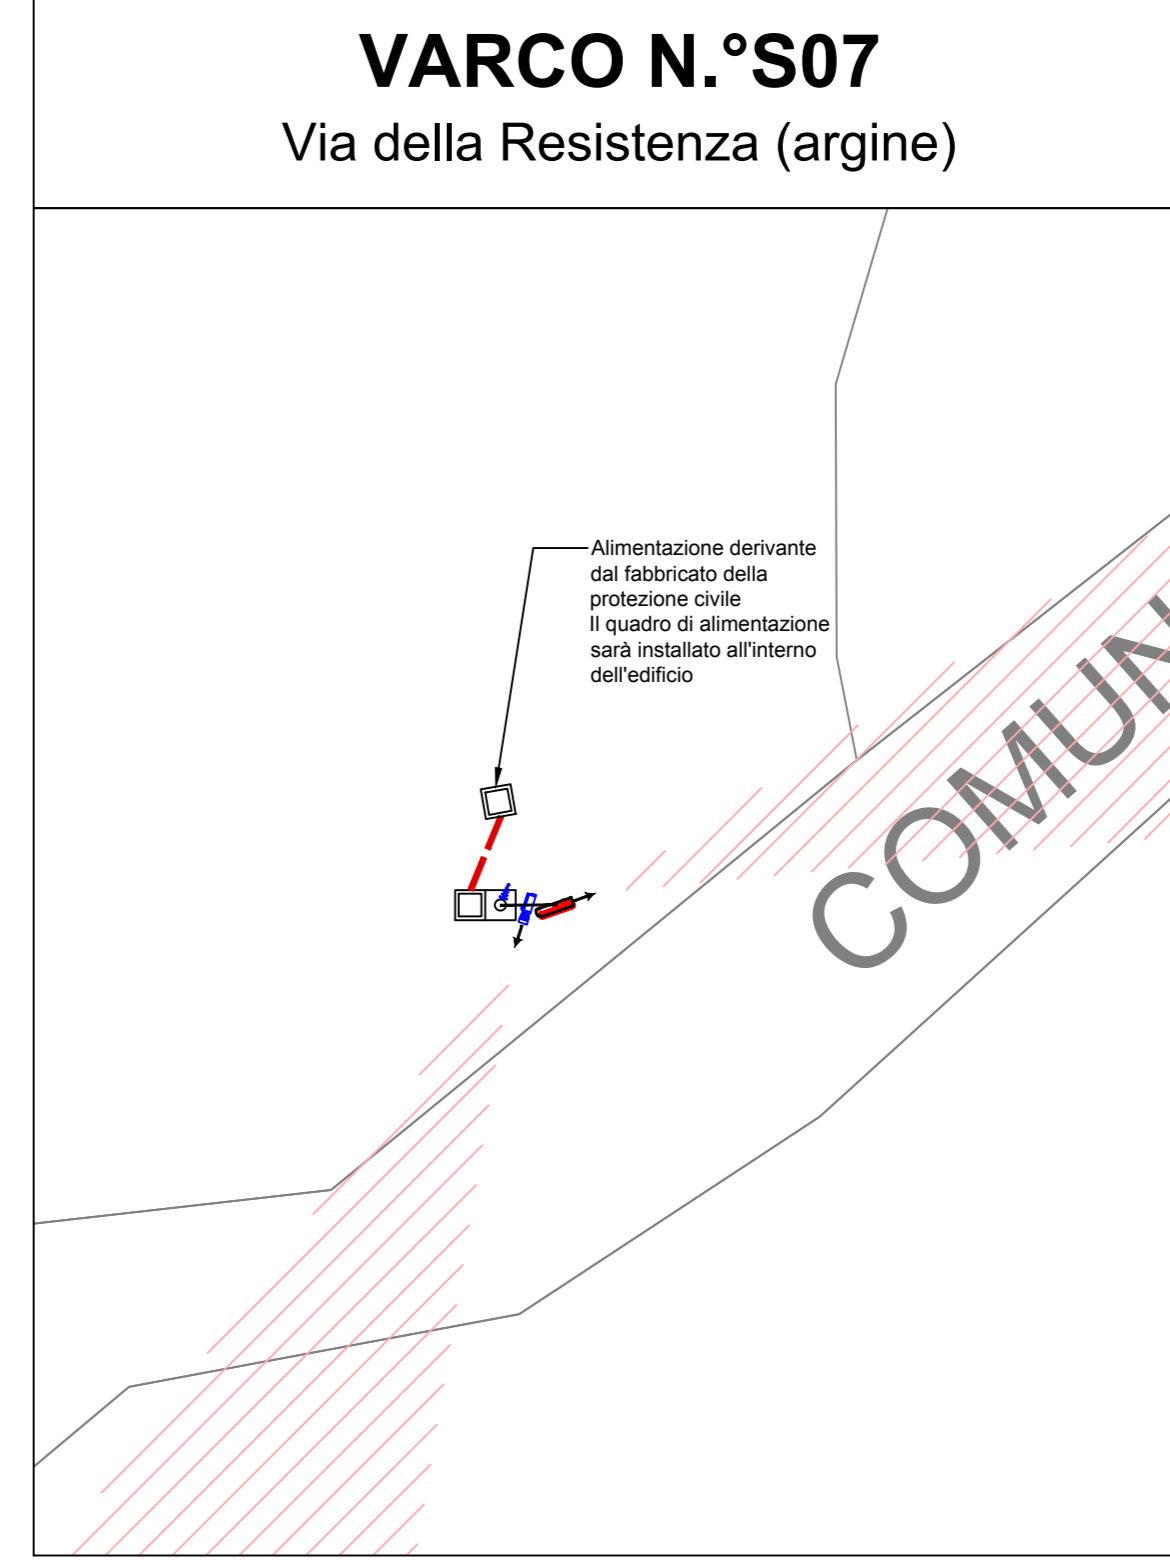 VARCO N.°S07
Via della Resistenza (argine)
Alimentazione derivante
dal fabbricato della
protezione civile
Il quadro di alimentazione
sarà installato all'interno
dell'edificio
COMUN